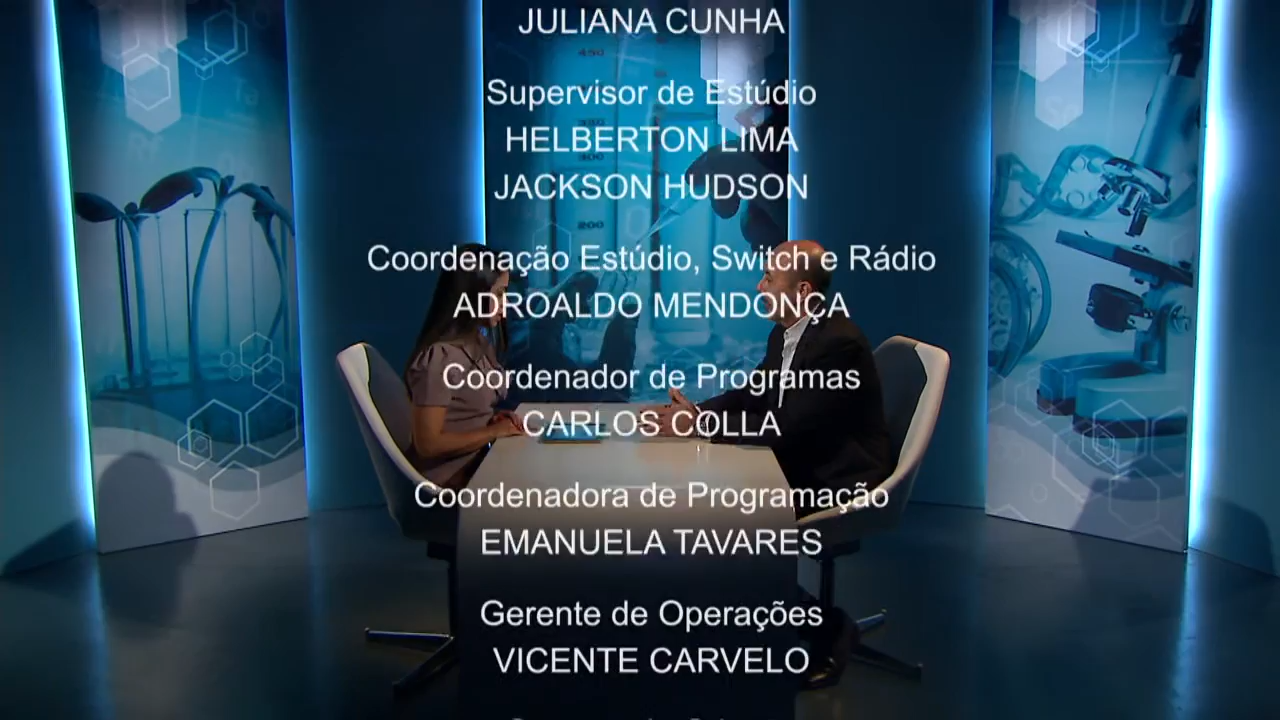 JULIANA CUNHA
Supervisor de Estúdio
HELBERTON LIMA
JACKSON HUDSON
Coordenação Estúdio, Switch e Rádio
ADROALDO MENDONÇA
Coordenador de Programas
CARLOS COLLA
Coordenadora de Programação
EMANUELA TAVARES
Gerente de Operações
VICENTE CARVELO